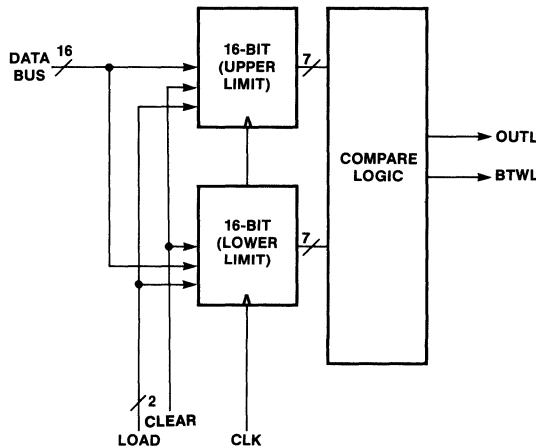 DATA
BUS
16
16-BIT
(UPPER
LIMIT)
7
COMPARE
LOGIC
OUTL
BTWL
16-BIT
(LOWER
LIMIT)
7
2
CLEAR
LOAD
CLK